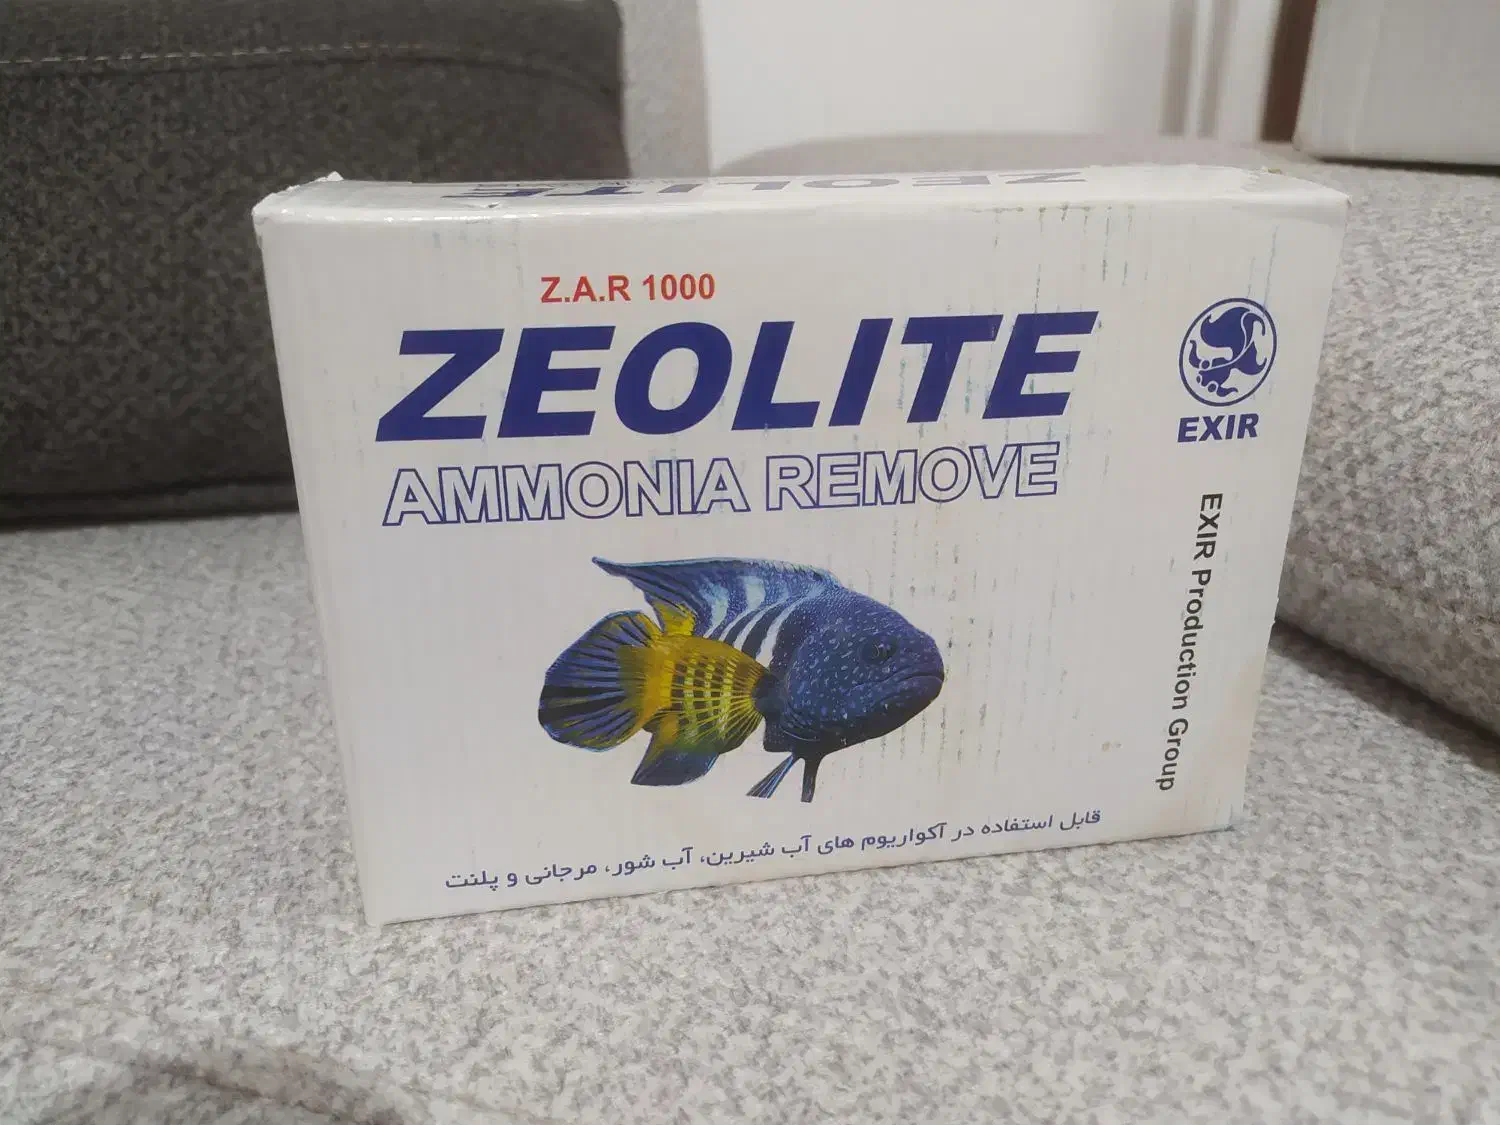 ZEOLITE
Z.A.R 1000
ZEOLITE
AMMONIA REMOVE
EXIR
EXIR Production Group
قابل استفاده در آکواریوم های آب شیرین، آب شور، مرجانی و پلنت